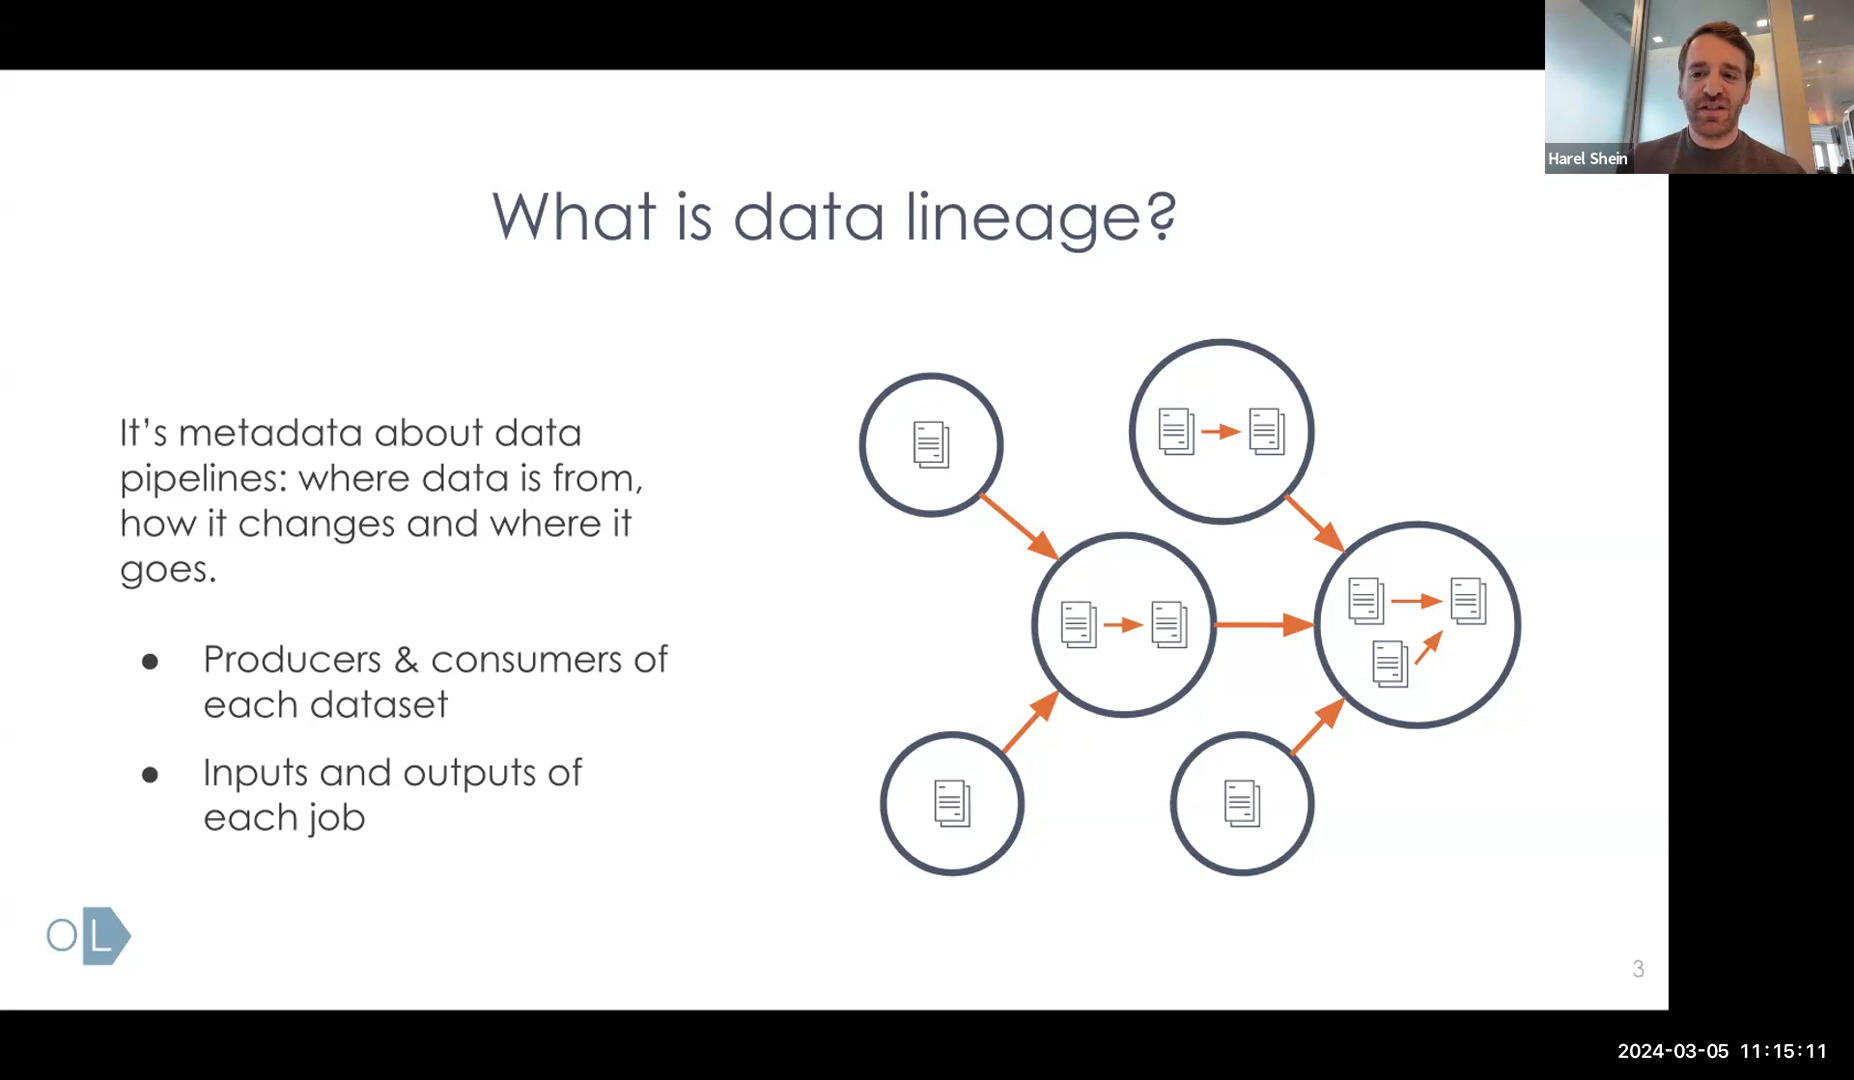 Harel Shein
What is data lineage?
It's metadata about data
pipelines: where data is from,
how it changes and where it
goes.
● Producers & consumers of
each dataset
● Inputs and outputs of
each job
OL
3
2024-03-05 11:15:11